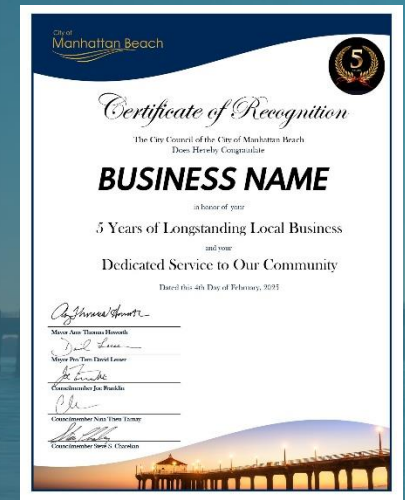 City of
Manhattan Beach
5
Certificate of Recognition
The City Council of the City of Manhattan Beach
Does Hereby Congratulate
BUSINESS NAME
in honor of your
5 Years of Longstanding Local Business
and your
Dedicated Service to Our Community
Dated this 4th Day of February, 2025
Mayor Amy Thomas Howorth
Mayor Pro Tem David Lesser
Councilmember Joe Franklin
Councilmember Nina Tarnay
Councilmember Steve S. Charelian